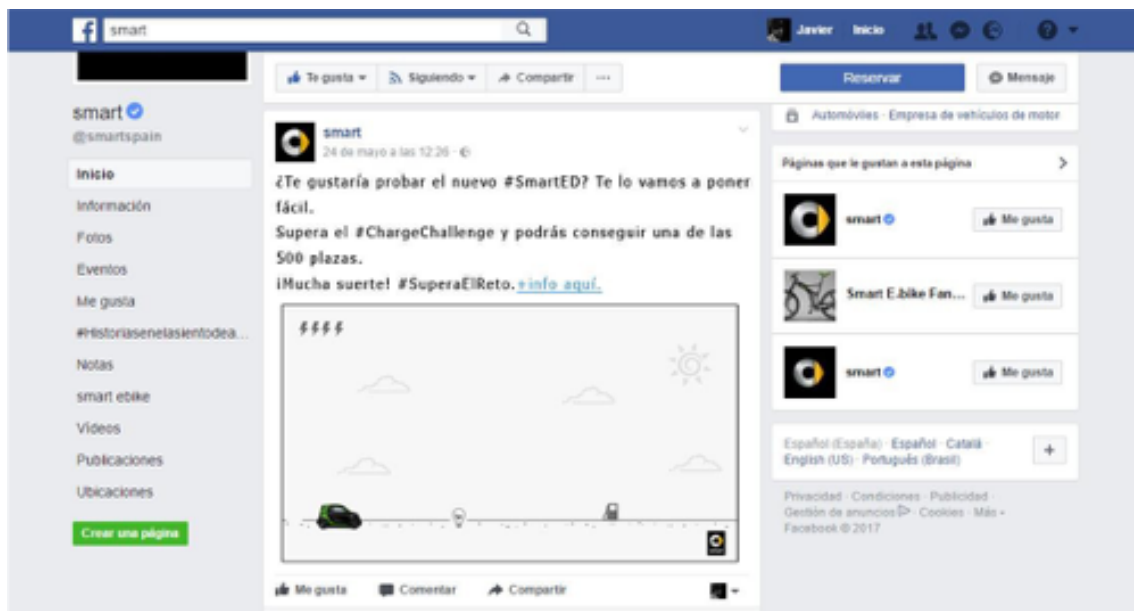 smart
Javier Inicio
Te gusta Siguiendo Compartir ...
Reservar
Mensaje
smart
@smartspain
Inicio
Información
Fotos
Eventos
Me gusta
#Historiasenelasientodea...
Notas
smart ebike
Vídeos
Publicaciones
Ubicaciones
Crear una página
smart
24 de mayo a las 12:26 ·
¿Te gustaría probar el nuevo #SmartED? Te lo vamos a poner
fácil.
Supera el #ChargeChallenge y podrás conseguir una de las
500 plazas.
¡Mucha suerte! #SuperaElReto.+info aquí.
Me gusta Comentar Compartir
Automóviles · Empresa de vehículos de motor
Páginas que le gustan a esta página
smart Me gusta
Smart E.bike Fan... Me gusta
smart Me gusta
Español (España) · Español · Català ·
English (US) · Português (Brasil)
Privacidad · Condiciones · Publicidad ·
Gestión de anuncios · Cookies · Más
Facebook © 2017